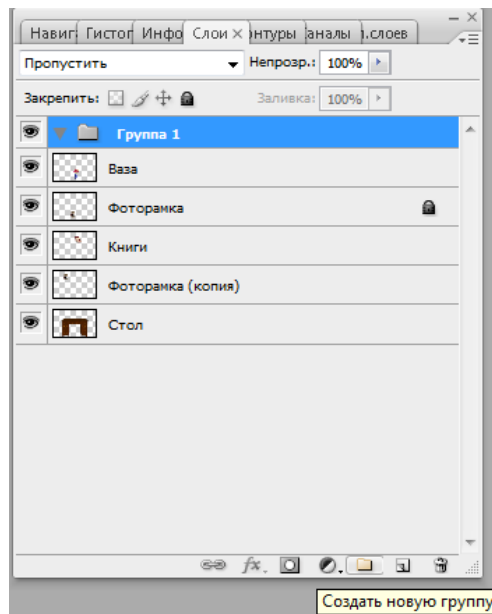 Навиг Гистог Инфо Слои × нтуры аналы .слоев
Пропустить Непрозр.: 100%
Закрепить: Заливка: 100%
Группа 1
Ваза
Фоторамка
Книги
Фоторамка (копия)
Стол
fx.
Создать новую группу